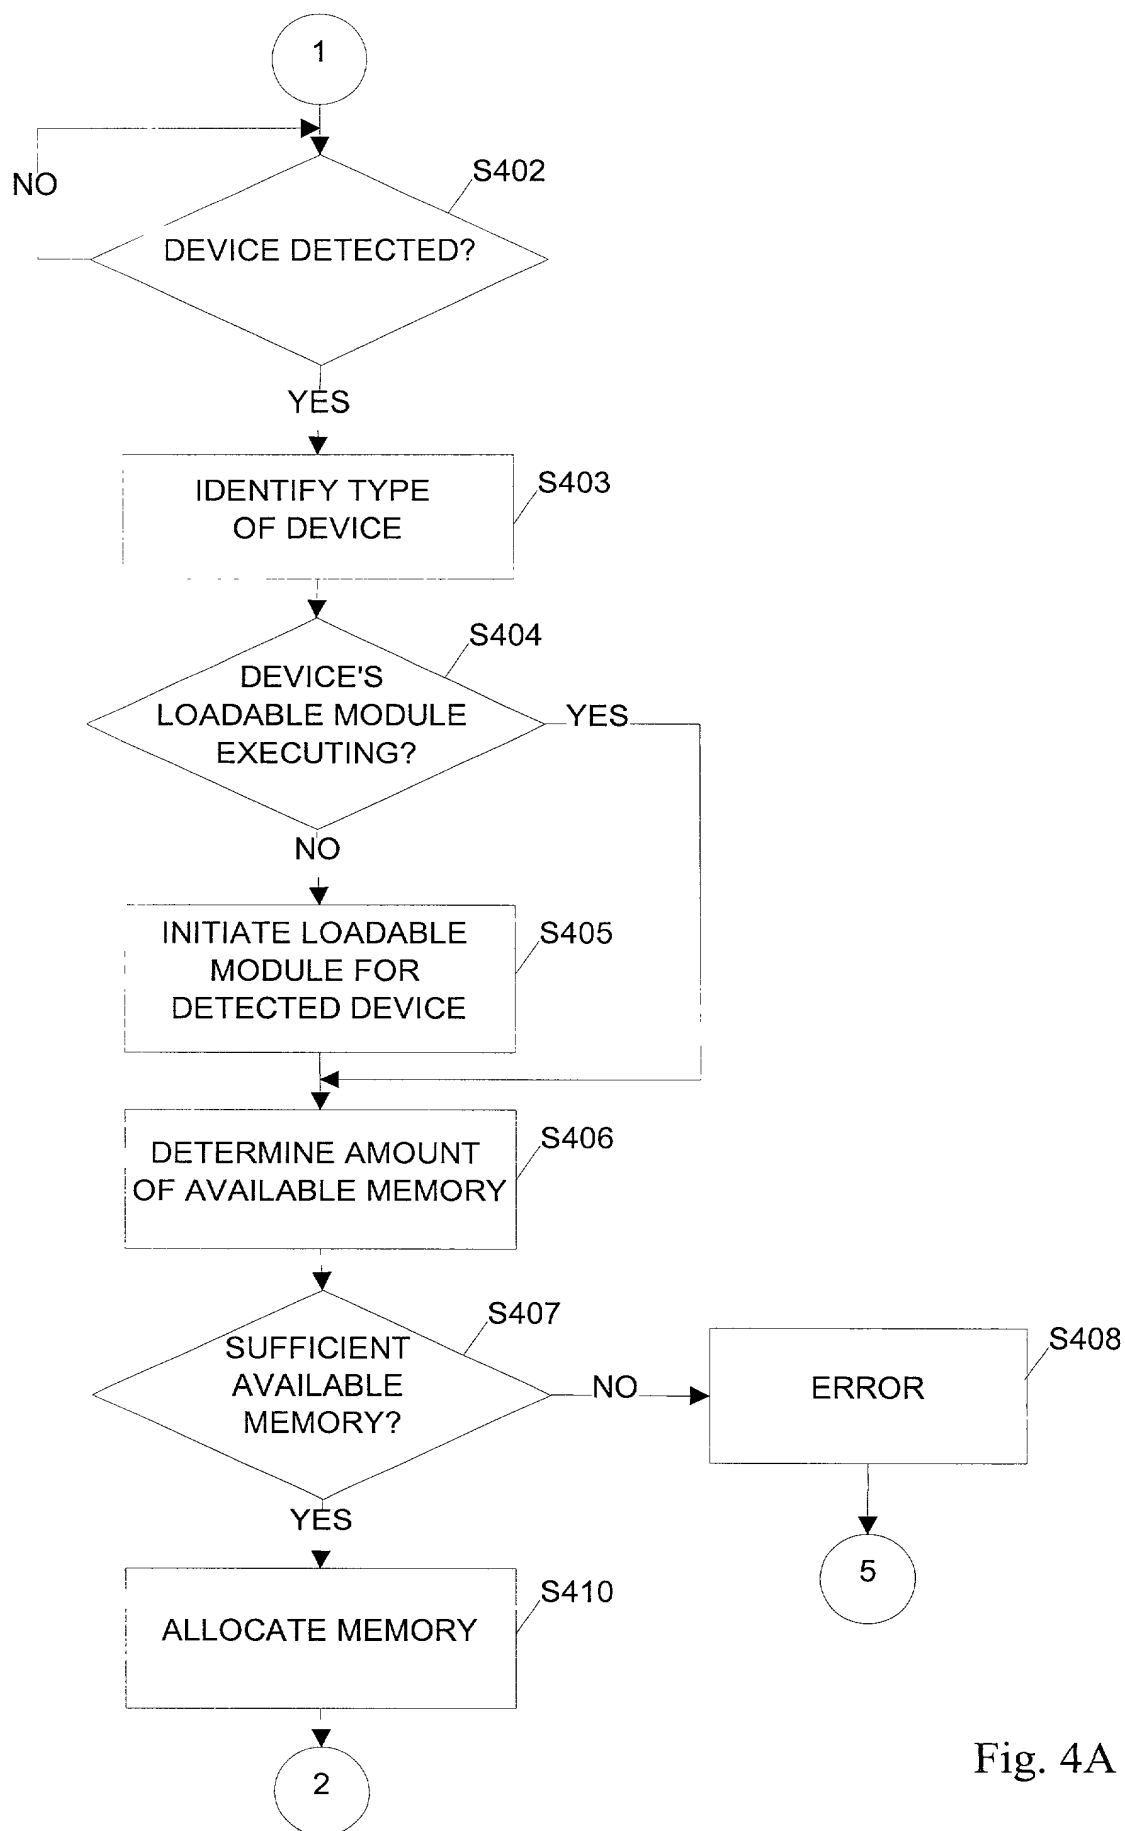 1
S402
NO
DEVICE DETECTED?
YES
S403
IDENTIFY TYPE
OF DEVICE
S404
DEVICE'S
LOADABLE MODULE
EXECUTING?
YES
NO
S405
INITIATE LOADABLE
MODULE FOR
DETECTED DEVICE
S406
DETERMINE AMOUNT
OF AVAILABLE MEMORY
S407
SUFFICIENT
AVAILABLE
MEMORY?
NO
S408
ERROR
YES
5
S410
ALLOCATE MEMORY
2
Fig. 4A